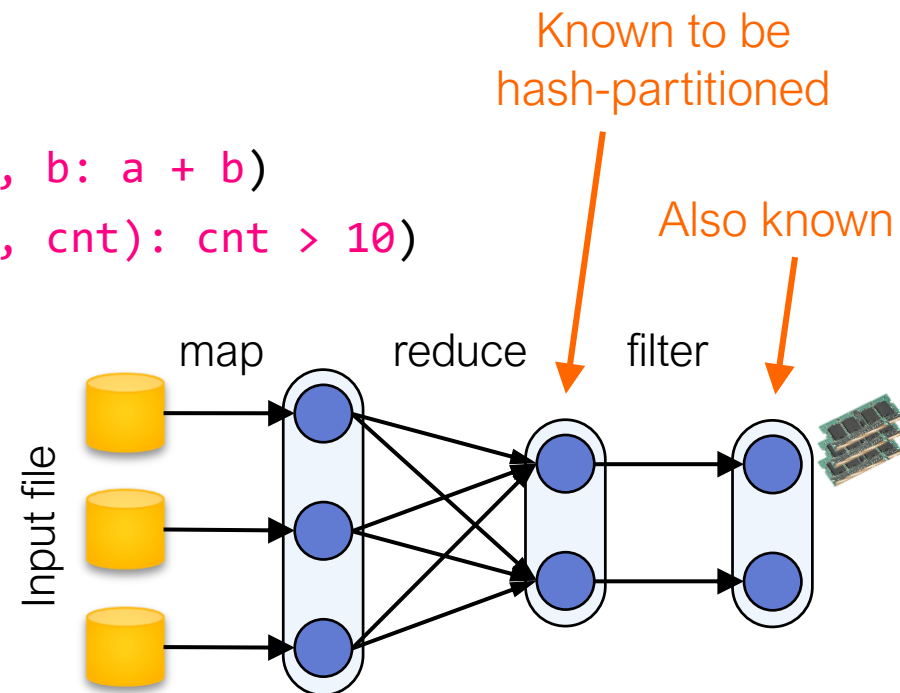 Known to be
hash-partitioned
, b: a + b)
, cnt): cnt > 10)
Also known
map
reduce
filter
Input file